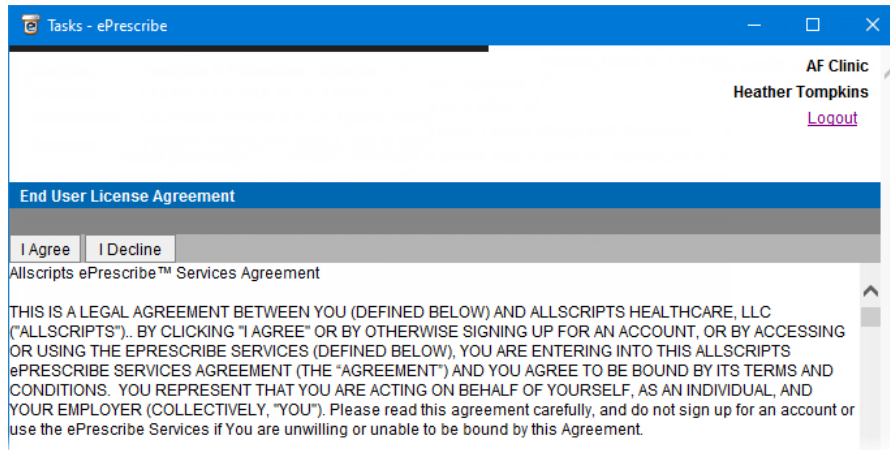 Tasks - ePrescribe
AF Clinic
Heather Tompkins
Logout
End User License Agreement
I Agree I Decline
Allscripts ePrescribe™ Services Agreement
THIS IS A LEGAL AGREEMENT BETWEEN YOU (DEFINED BELOW) AND ALLSCRIPTS HEALTHCARE, LLC
("ALLSCRIPTS").. BY CLICKING "I AGREE" OR BY OTHERWISE SIGNING UP FOR AN ACCOUNT, OR BY ACCESSING
OR USING THE EPRESCRIBE SERVICES (DEFINED BELOW), YOU ARE ENTERING INTO THIS ALLSCRIPTS
ePRESCRIBE SERVICES AGREEMENT (THE “AGREEMENT”) AND YOU AGREE TO BE BOUND BY ITS TERMS AND
CONDITIONS. YOU REPRESENT THAT YOU ARE ACTING ON BEHALF OF YOURSELF, AS AN INDIVIDUAL, AND
YOUR EMPLOYER (COLLECTIVELY, "YOU"). Please read this agreement carefully, and do not sign up for an account or
use the ePrescribe Services if You are unwilling or unable to be bound by this Agreement.